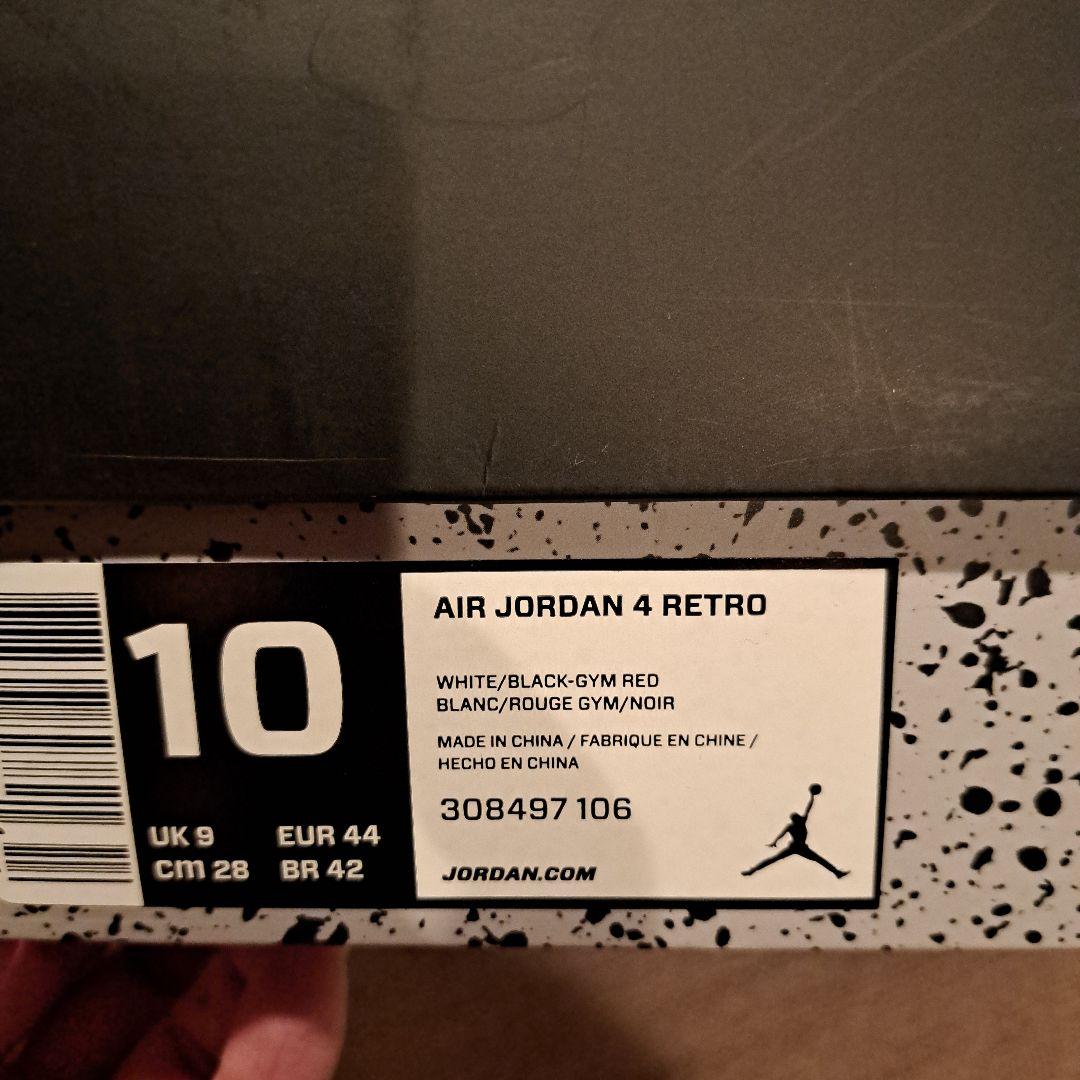 10
UK 9 EUR 44
cm 28 BR 42
AIR JORDAN 4 RETRO
WHITE/BLACK-GYM RED
BLANC/ROUGE GYM/NOIR
MADE IN CHINA / FABRIQUE EN CHINE /
HECHO EN CHINA
308497 106
JORDAN.COM